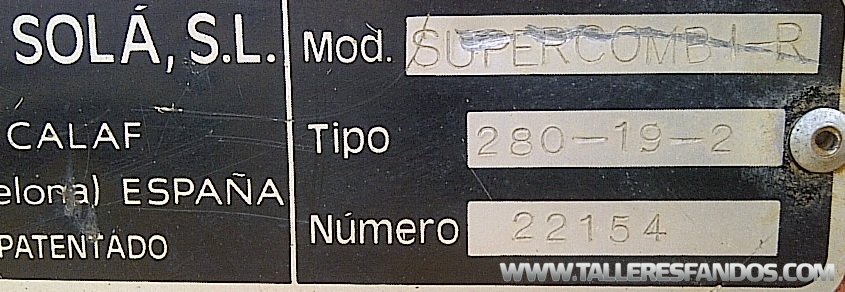 SOLÁ, S.L.
CALAF
elona) ESPAÑA
PATENTADO
Mod. SUPERCOMBI R
Tipo 280-19-2
Número 22154
WWW.TALLERESFANDOS.COM